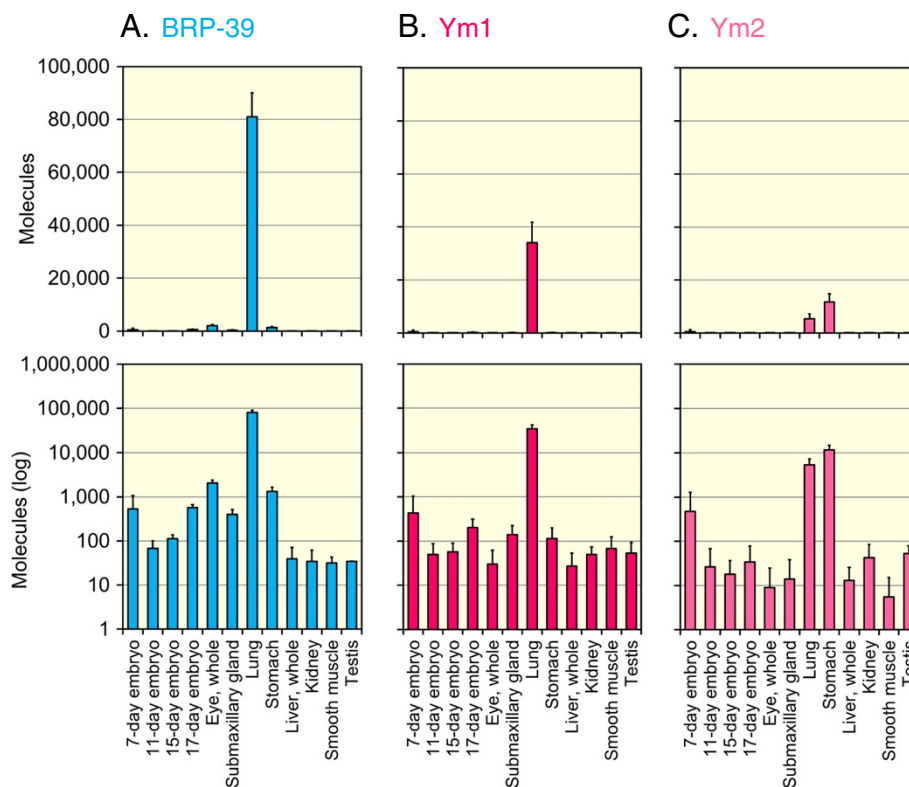 A. BRP-39
B. Ym1
C. Ym2
Molecules
100,000
80,000
60,000
40,000
20,000
0
Molecules (log)
1,000,000
100,000
10,000
1,000
100
10
1
7-day embryo
11-day embryo
15-day embryo
17-day embryo
Eye, whole
Submaxillary gland
Lung
Stomach
Liver, whole
Kidney
Smooth muscle
Testis
7-day embryo
11-day embryo
15-day embryo
17-day embryo
Eye, whole
Submaxillary gland
Lung
Stomach
Liver, whole
Kidney
Smooth muscle
Testis
7-day embryo
11-day embryo
15-day embryo
17-day embryo
Eye, whole
Submaxillary gland
Lung
Stomach
Liver, whole
Kidney
Smooth muscle
Testis